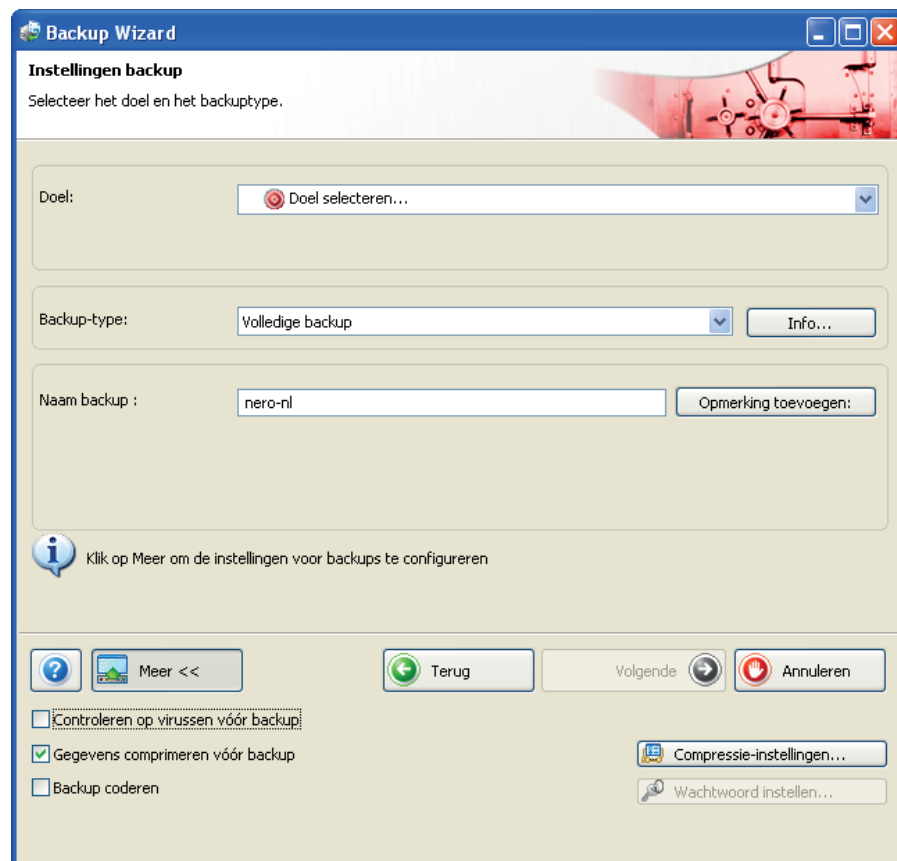 Backup Wizard
Instellingen backup
Selecteer het doel en het backuptype.
Doel:
Doel selecteren...
Backup-type:
Volledige backup
Info...
Naam backup :
nero-nl
Opmerking toevoegen:
Klik op Meer om de instellingen voor backups te configureren
Meer <<
Terug
Volgende
Annuleren
Controleren op virussen vóór backup
Gegevens comprimeren vóór backup
Compressie-instellingen...
Backup coderen
Wachtwoord instellen...